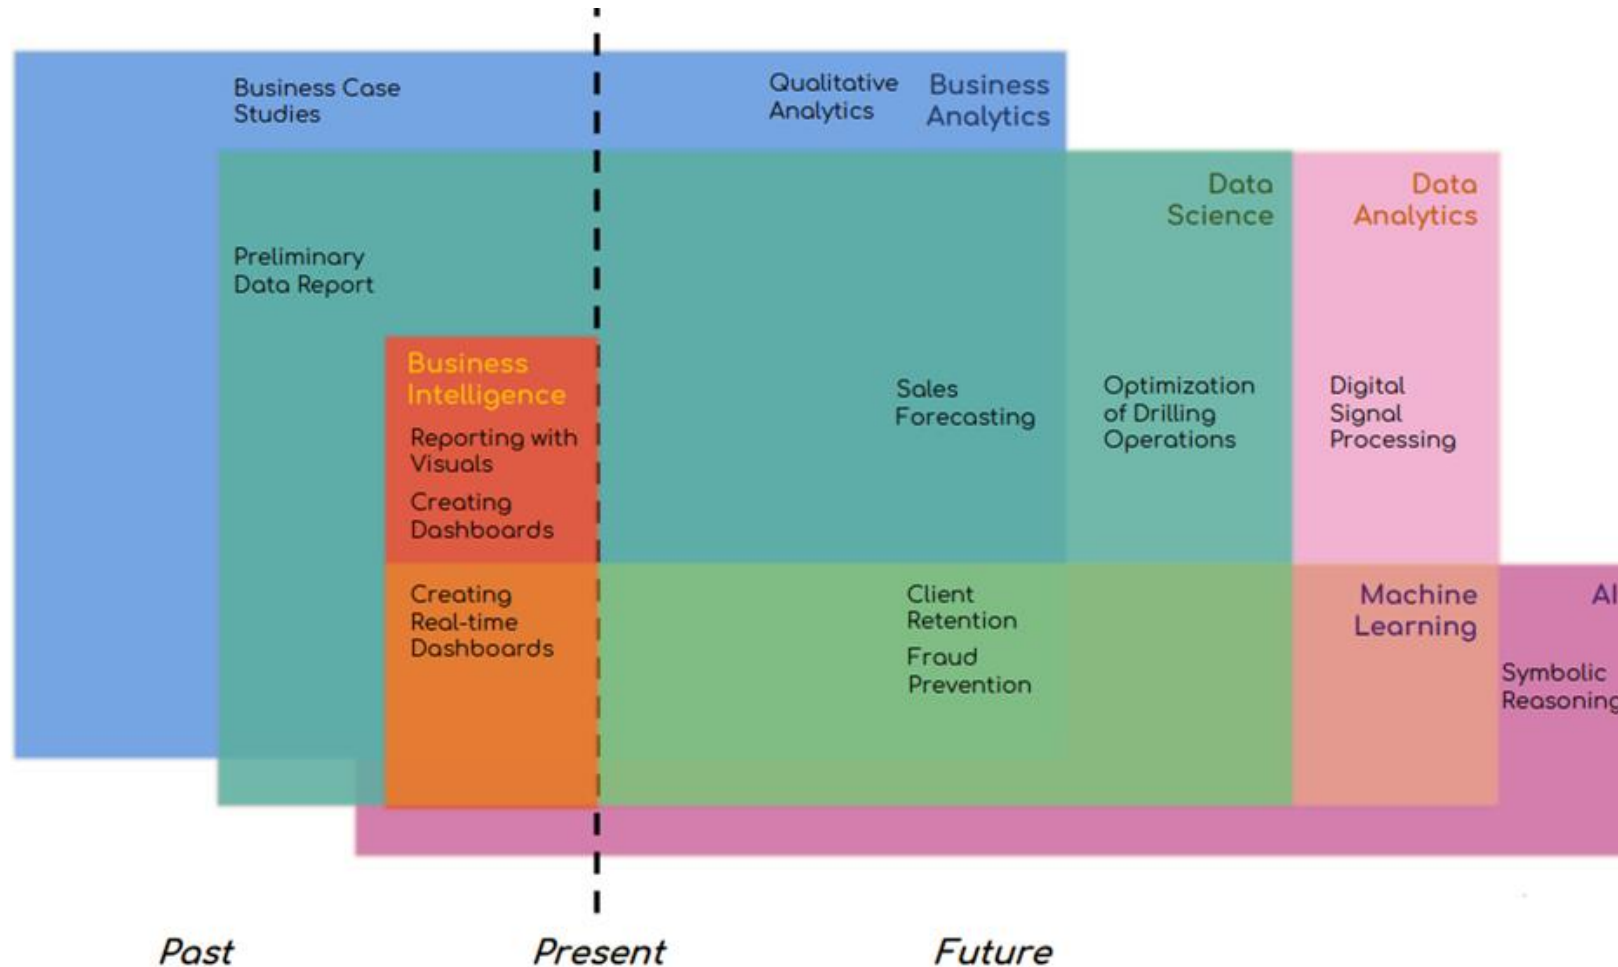 Business Case
Studies
Qualitative
Analytics
Business
Analytics
Data
Science
Data
Analytics
Preliminary
Data Report
Business
Intelligence
Reporting with
Visuals
Creating
Dashboards
Sales
Forecasting
Optimization
of Drilling
Operations
Digital
Signal
Processing
Creating
Real-time
Dashboards
Client
Retention
Fraud
Prevention
Machine
Learning
AI
Symbolic
Reasoning
Past
Present
Future